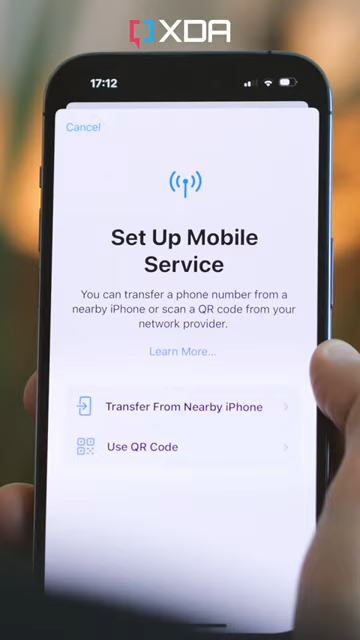 XDA
17:12
Cancel
Set Up Mobile
Service
You can transfer a phone number from a
nearby iPhone or scan a QR code from your
network provider.
Learn More...
Transfer From Nearby iPhone
Use QR Code